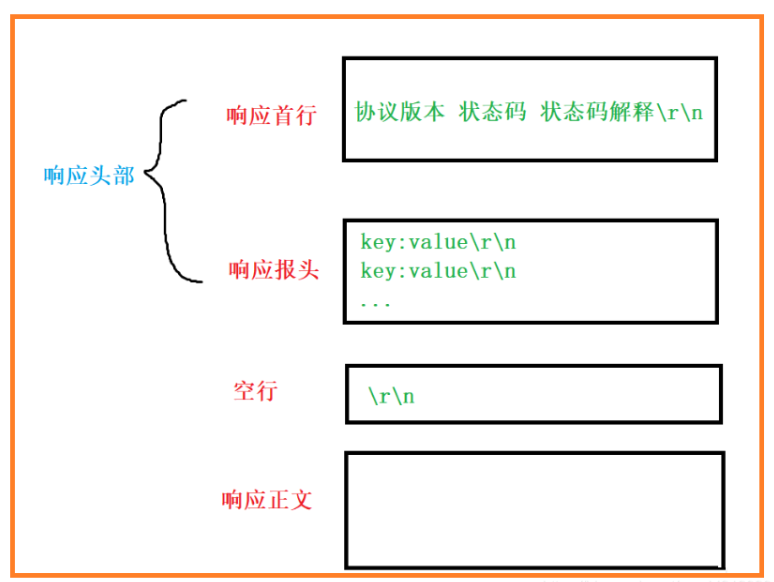 响应首行
协议版本 状态码 状态码解释\r\n
响应头部
响应报头
key:value\r\n
key:value\r\n
...
空行
\r\n
响应正文